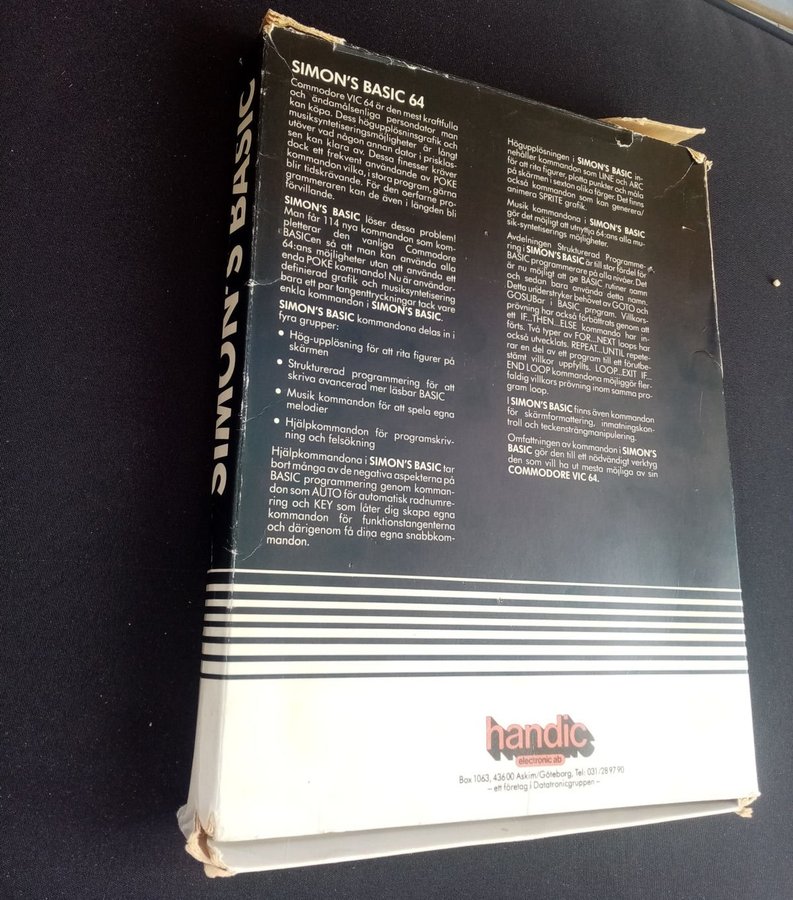 SIMON'S BASIC
SIMON'S BASIC 64
Commodore VIC 64 är den mest kraftfulla
och ändamålsenliga persondator man
kan köpa. Dess högupplösningsgrafik och
musiksyntetiseringsmöjligheter är långt
utöver vad någon annan dator i prisklas-
sen kan klara av. Dessa finesser kräver
dock ett frekvent användande av POKE
kommandon vilka, i stora program, gärna
blir tidskrävande. För den oerfarne pro-
grammeraren kan de även i längden bli
förvillande.
SIMON'S BASIC löser dessa problem!
Man får 114 nya kommandon som kom-
pletterar den vanliga Commodore
BASICen så att man kan använda alla
64:ans möjligheter utan att använda ett
enda POKE kommando! Nu är användar-
definierad grafik och musiksyntetisering
bara ett par tangenttryckningar tack vare
enkla kommandon i SIMON'S BASIC.
SIMON'S BASIC kommandona delas in i
fyra grupper:
• Hög-upplösning för att rita figurer på
skärmen
• Strukturerad programmering för att
skriva avancerad mer läsbar BASIC
• Musik kommandon för att spela egna
melodier
• Hjälpkommandon för programskriv-
ning och felsökning
Hjälpkommandona i SIMON'S BASIC tar
bort många av de negativa aspekterna på
BASIC programmering genom komman-
don som AUTO för automatisk radnumre-
ring och KEY som låter dig skapa egna
kommandon för funktionstangenterna
och därigenom få dina egna snabbkom-
mandon.
Högupplösningen i SIMON'S BASIC in-
nehåller kommandon som LINE och ARC
för att rita figurer, plotta punkter och måla
på skärmen i sexton olika färger. Det finns
också kommandon som kan generera/
animera SPRITE grafik.
Musik kommandona i SIMON'S BASIC
gör det möjligt att utnyttja 64:ans alla mu-
sik-syntetiserings möjligheter.
Avdelningen Strukturerad Programme-
ring i SIMON'S BASIC är till stor fördel för
BASIC programmerare på alla nivåer. Det
är nu möjligt att ge BASIC rutiner namn
och sedan bara använda detta namn.
Detta understryker behovet av GOTO och
GOSUBar i BASIC program. Villkors-
prövning har också förbättrats genom att
ett IF...THEN...ELSE kommando har in-
förts. Två typer av FOR...NEXT loops har
också utvecklats. REPEAT...UNTIL repete-
rar en del av ett program till ett förutbe-
stämt villkor uppfyllts. LOOP...EXIT IF...
END LOOP kommandona möjliggör fler-
faldig villkors prövning inom samma pro-
gram loop.
I SIMON'S BASIC finns även kommandon
för skärmformattering, inmatningskon-
troll och teckensträngmanipulering.
Omfattningen av kommandon i SIMON'S
BASIC gör den till ett nödvändigt verktyg
den som vill ha ut mesta möjliga av sin
COMMODORE VIC 64.
handic
electronic ab
Box 1063, 436 00 Askim/Göteborg. Tel: 031/28 97 90
– ett företag i Datatronicgruppen –